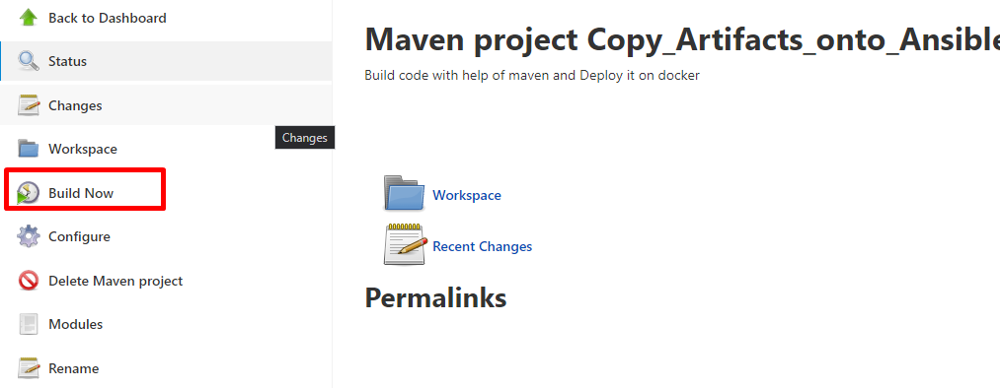 Back to Dashboard
Status
Changes
Changes
Workspace
Build Now
Configure
Delete Maven project
Modules
Rename
Maven project Copy_Artifacts_onto_Ansible
Build code with help of maven and Deploy it on docker
Workspace
Recent Changes
Permalinks